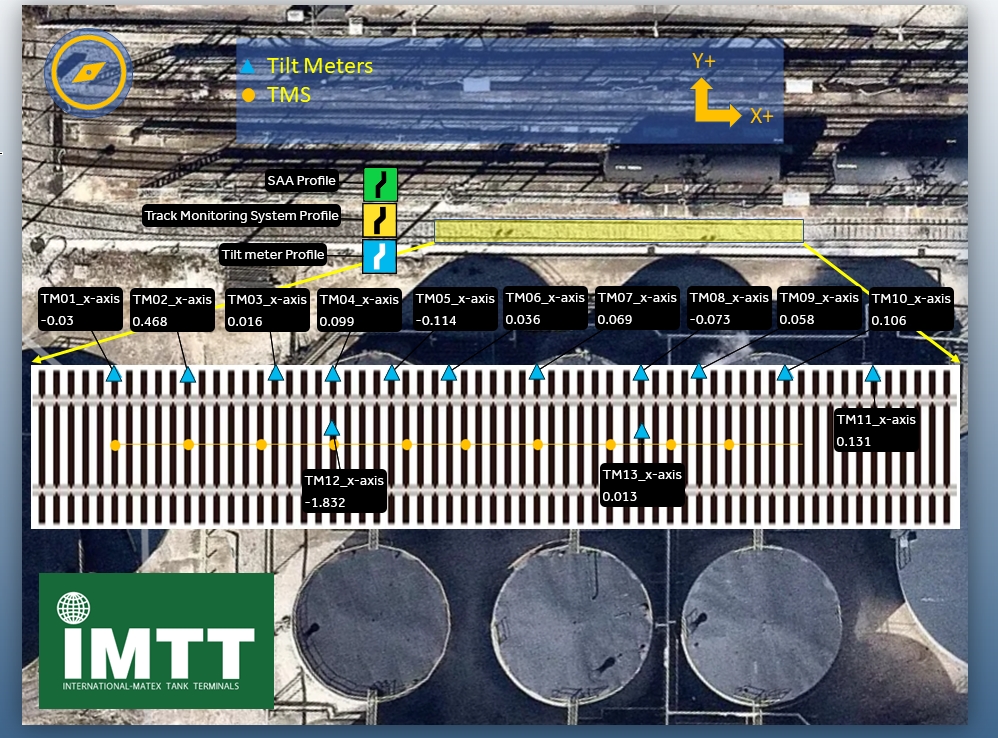 Tilt Meters
TMS
Y+
X+
SAA Profile
Track Monitoring System Profile
Tilt meter Profile
TM01_x-axis
-0.03
TM02_x-axis
0.468
TM03_x-axis
0.016
TM04_x-axis
0.099
TM05_x-axis
-0.114
TM06_x-axis
0.036
TM07_x-axis
0.069
TM08_x-axis
-0.073
TM09_x-axis
0.058
TM10_x-axis
0.106
TM11_x-axis
0.131
TM12_x-axis
-1.832
TM13_x-axis
0.013
IMTT
INTERNATIONAL-MATEX TANK TERMINALS